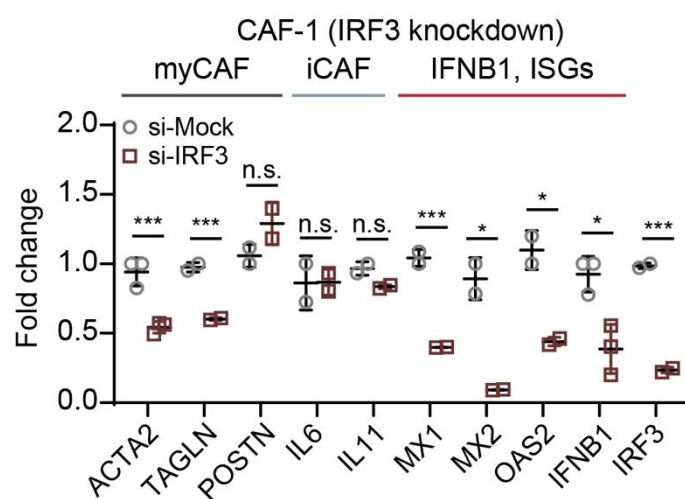 CAF-1 (IRF3 knockdown)
myCAF iCAF IFNB1, ISGs
2.0
si-Mock
si-IRF3
n.s.
1.5
*** *** n.s. n.s. *** * * * ***
1.0
0.5
0.0
Fold change
ACTA2 TAGLN POSTN IL6 IL11 MX1 MX2 OAS2 IFNB1 IRF3